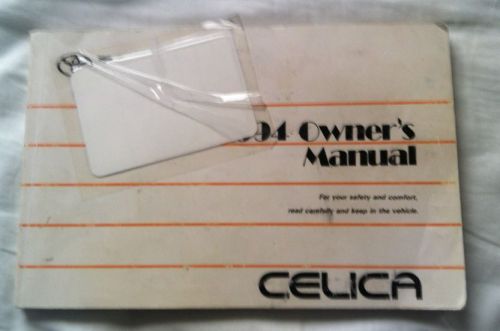 994 Owner's
Manual
For your safety and comfort,
read carefully and keep in the vehicle.
CELICA